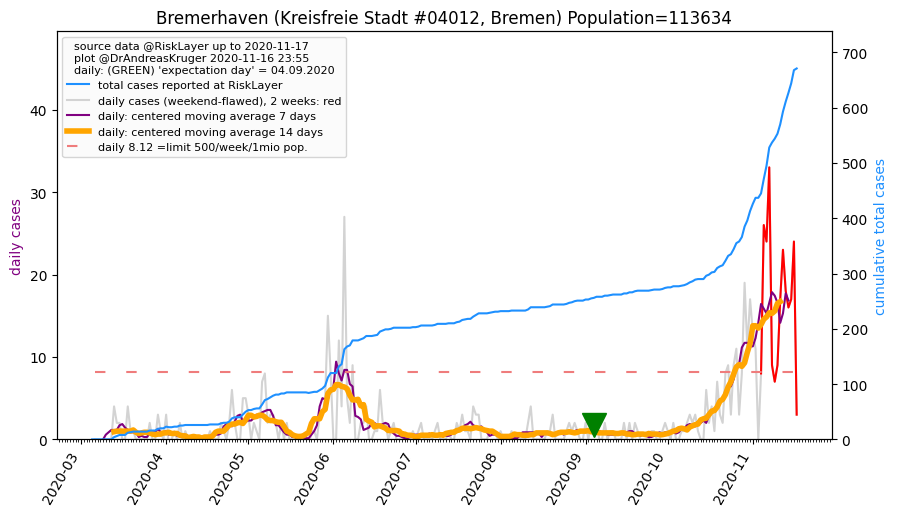 Bremerhaven (Kreisfreie Stadt #04012, Bremen) Population=113634
source data @RiskLayer up to 2020-11-17
plot @DrAndreasKruger 2020-11-16 23:55
daily: (GREEN) 'expectation day' = 04.09.2020
total cases reported at RiskLayer
daily cases (weekend-flawed), 2 weeks: red
daily: centered moving average 7 days
daily: centered moving average 14 days
daily 8.12 =limit 500/week/1mio pop.
daily cases
40
30
20
10
0
cumulative total cases
700
600
500
400
300
200
100
0
2020-03
2020-04
2020-05
2020-06
2020-07
2020-08
2020-09
2020-10
2020-11